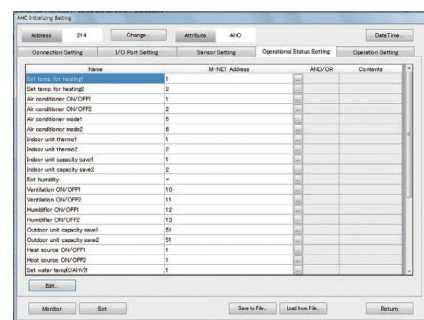 AHC Initializing Setting
Address 214 Change... Attribute AHC DateTime...
Connection Setting I/O Port Setting Sensor Setting Operational Status Setting Operation Setting
Name M-NET Address AND/OR Contents
Set temp. for heating1 1 ...
Set temp. for heating2 2 ...
Air conditioner ON/OFF1 1 ...
Air conditioner ON/OFF2 2 ...
Air conditioner mode1 5 ...
Air conditioner mode2 6 ...
Indoor unit thermo1 1 ...
Indoor unit thermo2 2 ...
Indoor unit capacity save1 1 ...
Indoor unit capacity save2 2 ...
Set humidity - ...
Ventilation ON/OFF1 10 ...
Ventilation ON/OFF2 11 ...
Humidifier ON/OFF1 12 ...
Humidifier ON/OFF2 13 ...
Outdoor unit capacity save1 51 ...
Outdoor unit capacity save2 51 ...
Heat source ON/OFF1 1 ...
Heat source ON/OFF2 2 ...
Set water temp(CAHV)1 1 ...
Edit...
Monitor Set Save to File... Load from File... Return